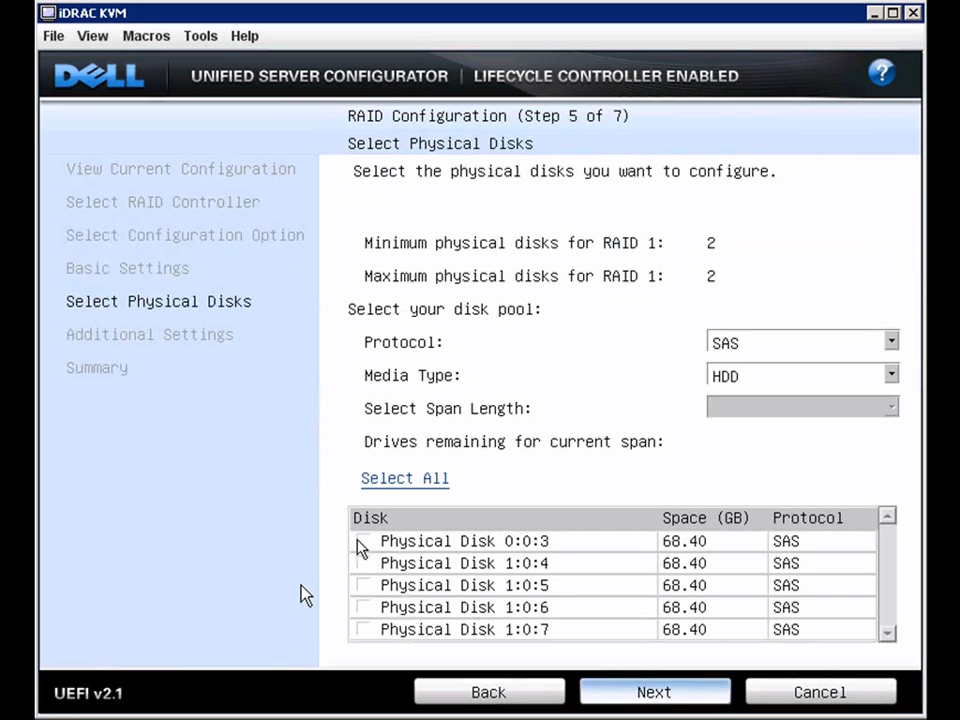 iDRAC KVM
File View Macros Tools Help
DELL UNIFIED SERVER CONFIGURATOR | LIFECYCLE CONTROLLER ENABLED ?
RAID Configuration (Step 5 of 7)
Select Physical Disks
View Current Configuration
Select RAID Controller
Select Configuration Option
Basic Settings
Select Physical Disks
Additional Settings
Summary
Select the physical disks you want to configure.
Minimum physical disks for RAID 1: 2
Maximum physical disks for RAID 1: 2
Select your disk pool:
Protocol: SAS
Media Type: HDD
Select Span Length:
Drives remaining for current span:
Select All
Disk Space (GB) Protocol
Physical Disk 0:0:3 68.40 SAS
Physical Disk 1:0:4 68.40 SAS
Physical Disk 1:0:5 68.40 SAS
Physical Disk 1:0:6 68.40 SAS
Physical Disk 1:0:7 68.40 SAS
UEFI v2.1 Back Next Cancel